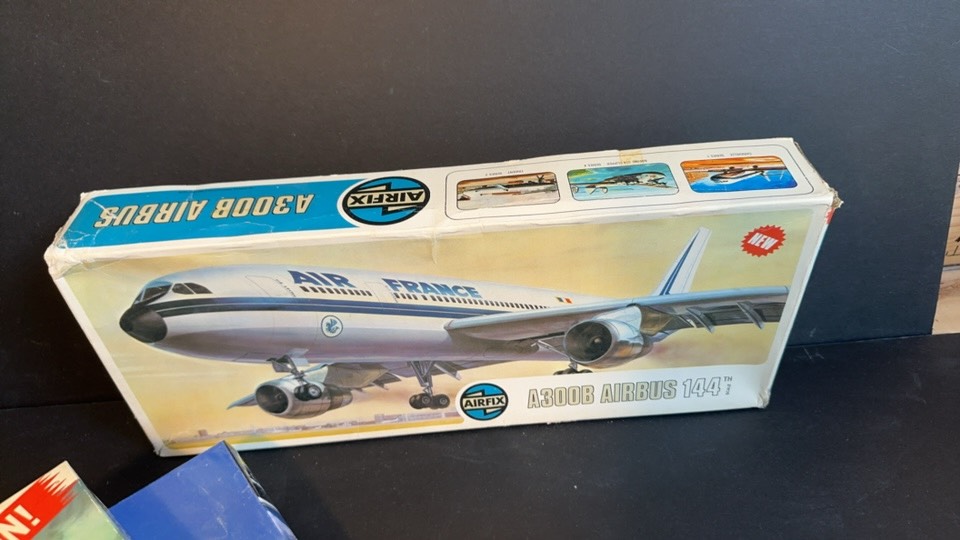 A300B AIRBUS
AIRFIX
NEW
AIR FRANCE
AIRFIX
A300B AIRBUS 144TH